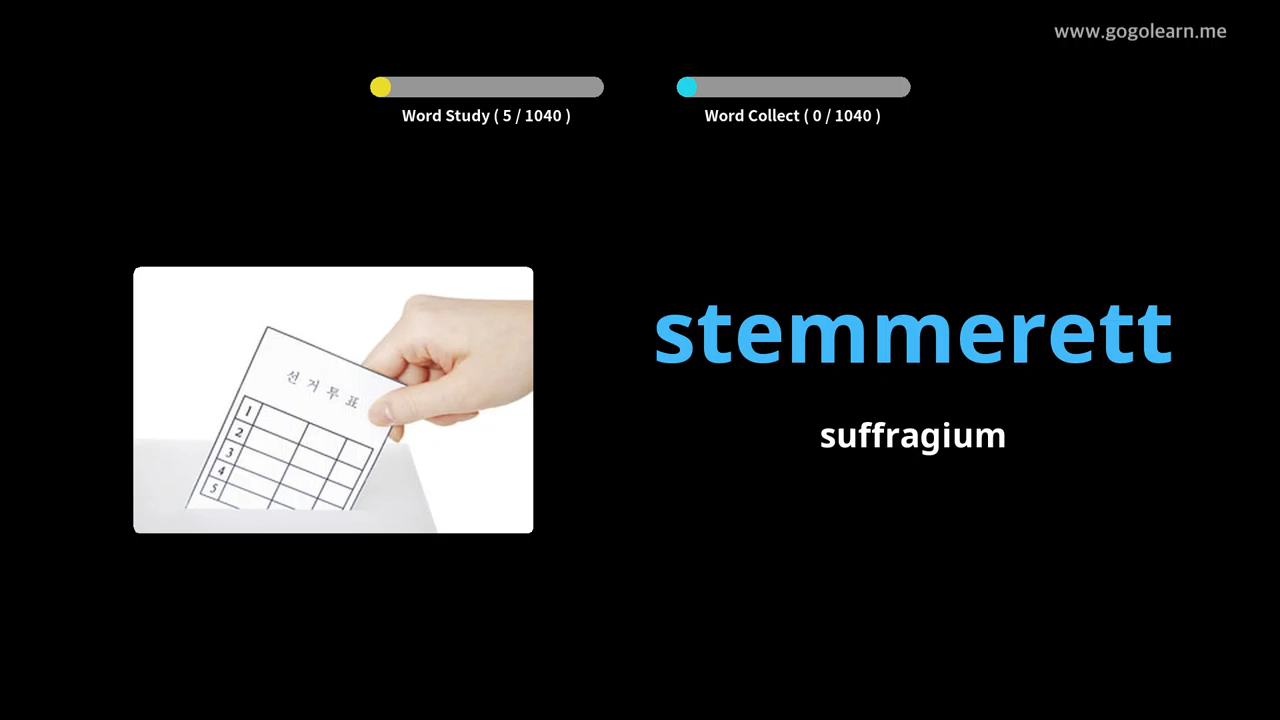 www.gogolearn.me
Word Study ( 5 / 1040 )
Word Collect ( 0 / 1040 )
선거투표
1
2
3
4
5
stemmerett
suffragium